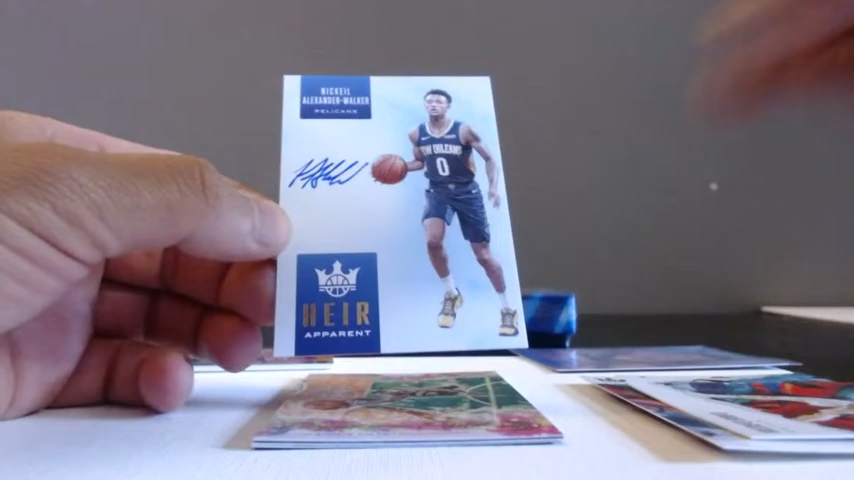 NICKEIL
ALEXANDER-WALKER
PELICANS
NEW ORLEANS
0
HEIR
APPARENT